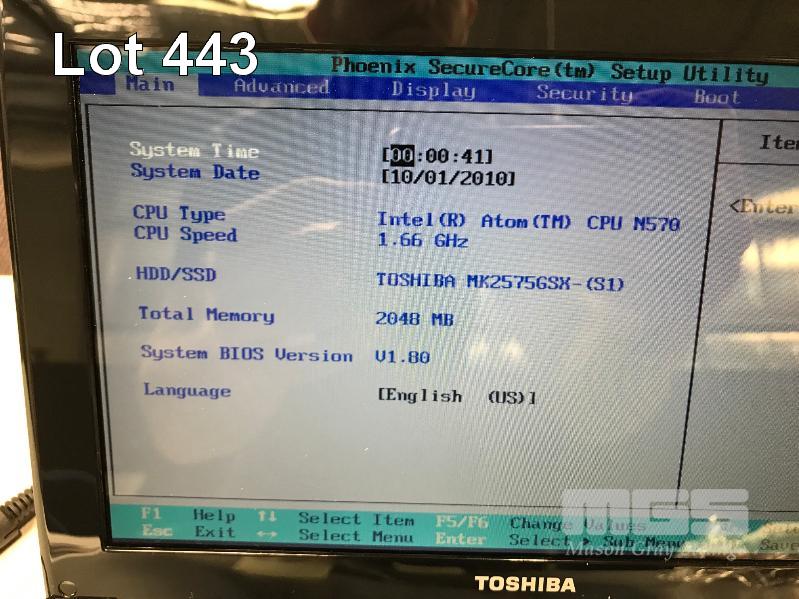 Lot 443
Phoenix SecureCore(tm) Setup Utility
Main Advanced Display Security Boot
System Time [00:00:41]
System Date [10/01/2010]
CPU Type Intel(R) Atom(TM) CPU N570
CPU Speed 1.66 GHz
HDD/SSD TOSHIBA MK2575GSX-(S1)
Total Memory 2048 MB
System BIOS Version V1.80
Language [English (US)]
<Enter
F1 Help ↑↓ Select Item F5/F6 Change Values
Esc Exit ↔ Select Menu Enter Select ▸ Sub-Menu Save
MGS
TOSHIBA